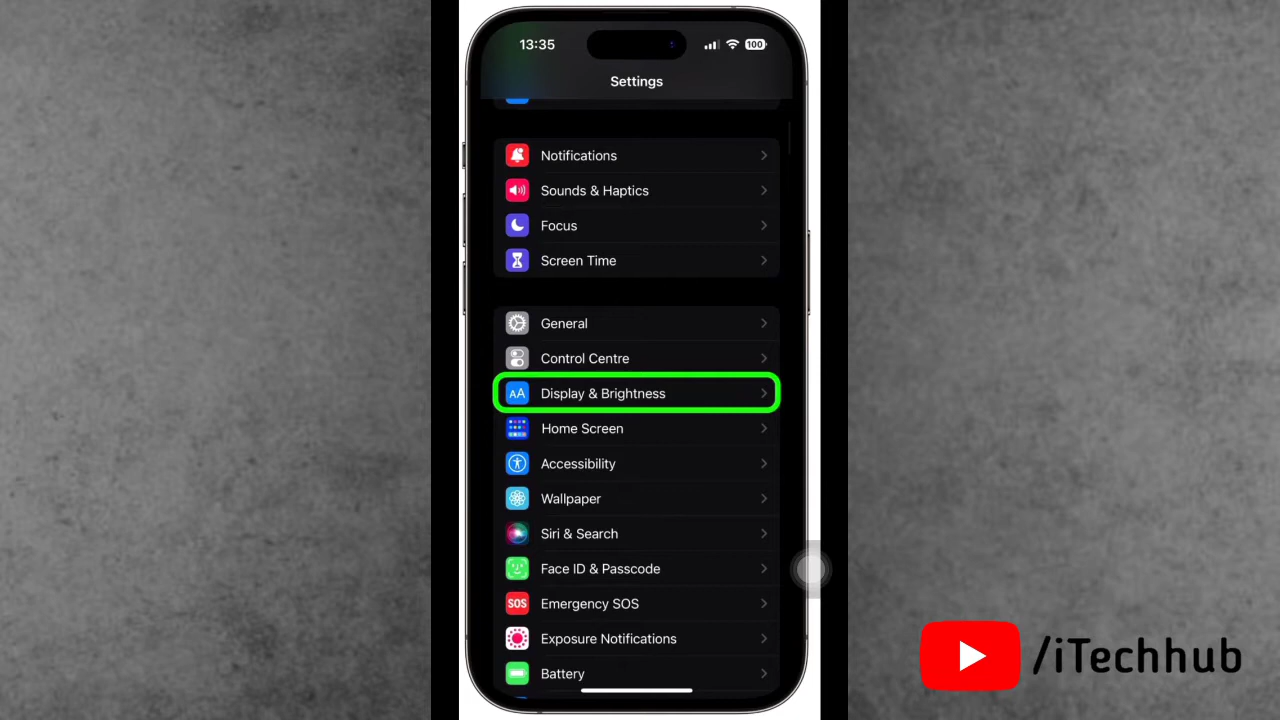 13:35
100
Settings
Notifications
Sounds & Haptics
Focus
Screen Time
General
Control Centre
AA Display & Brightness
Home Screen
Accessibility
Wallpaper
Siri & Search
Face ID & Passcode
SOS Emergency SOS
Exposure Notifications
Battery
/iTechhub